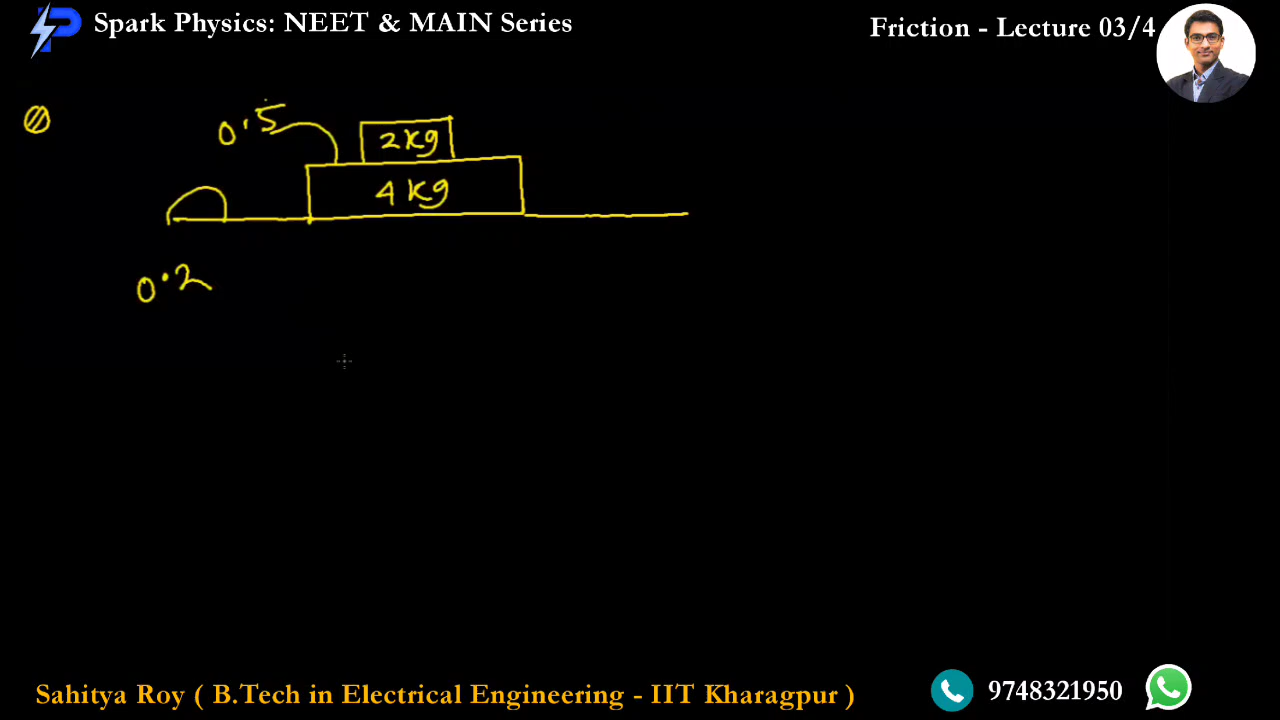 Spark Physics: NEET & MAIN Series
Friction - Lecture 03/4
0.5
2kg
4kg
0.2
Sahitya Roy ( B.Tech in Electrical Engineering - IIT Kharagpur )
9748321950